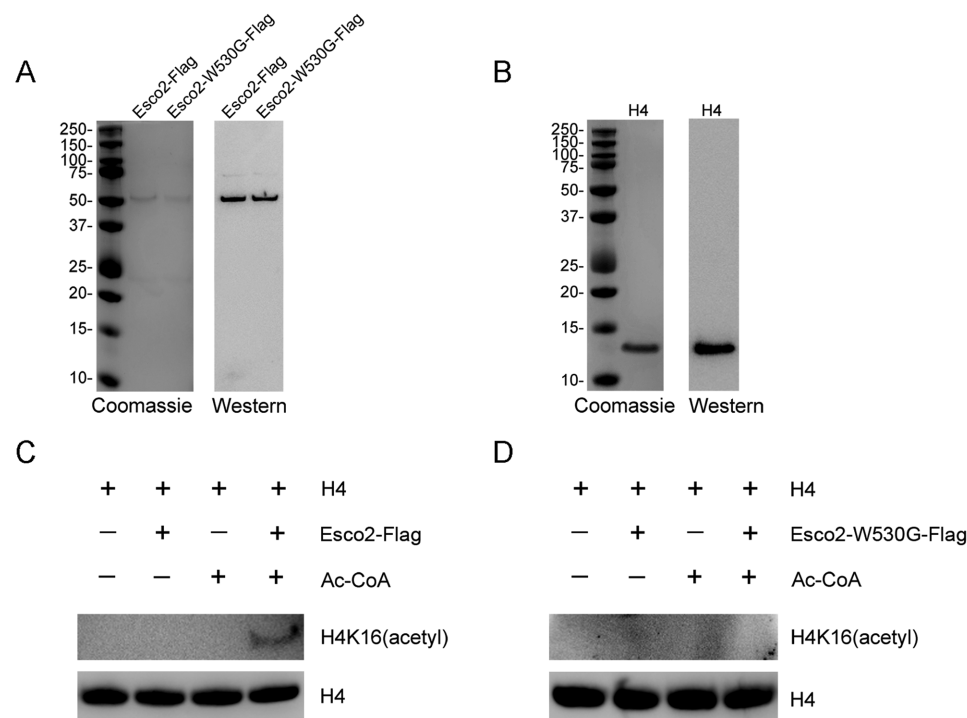 A
Esco2-Flag
Esco2-W530G-Flag
Esco2-Flag
Esco2-W530G-Flag
250-
150-
100-
75-
50-
37-
25-
20-
15-
10-
Coomassie Western
B
H4 H4
250-
150-
100-
75-
50-
37-
25-
20-
15-
10-
Coomassie Western
C
+ + + + H4
— + — + Esco2-Flag
— — + + Ac-CoA
H4K16(acetyl)
H4
D
+ + + + H4
— + — + Esco2-W530G-Flag
— — + + Ac-CoA
H4K16(acetyl)
H4